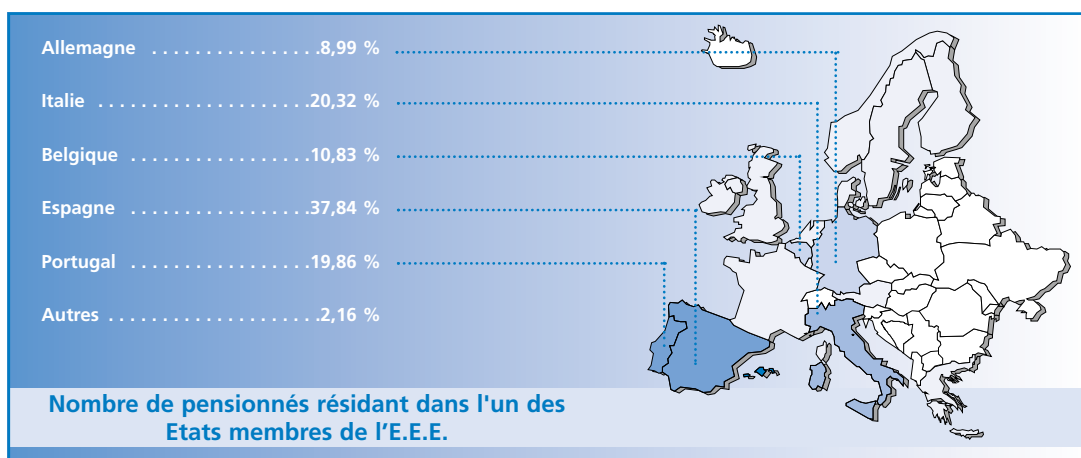 Allemagne . . . . . . . . . . . . . . . . . .8,99 %
Italie . . . . . . . . . . . . . . . . . . . . .20,32 %
Belgique . . . . . . . . . . . . . . . . . .10,83 %
Espagne . . . . . . . . . . . . . . . . . .37,84 %
Portugal . . . . . . . . . . . . . . . . . .19,86 %
Autres . . . . . . . . . . . . . . . . . . . .2,16 %
Nombre de pensionnés résidant dans l'un des
Etats membres de l’E.E.E.